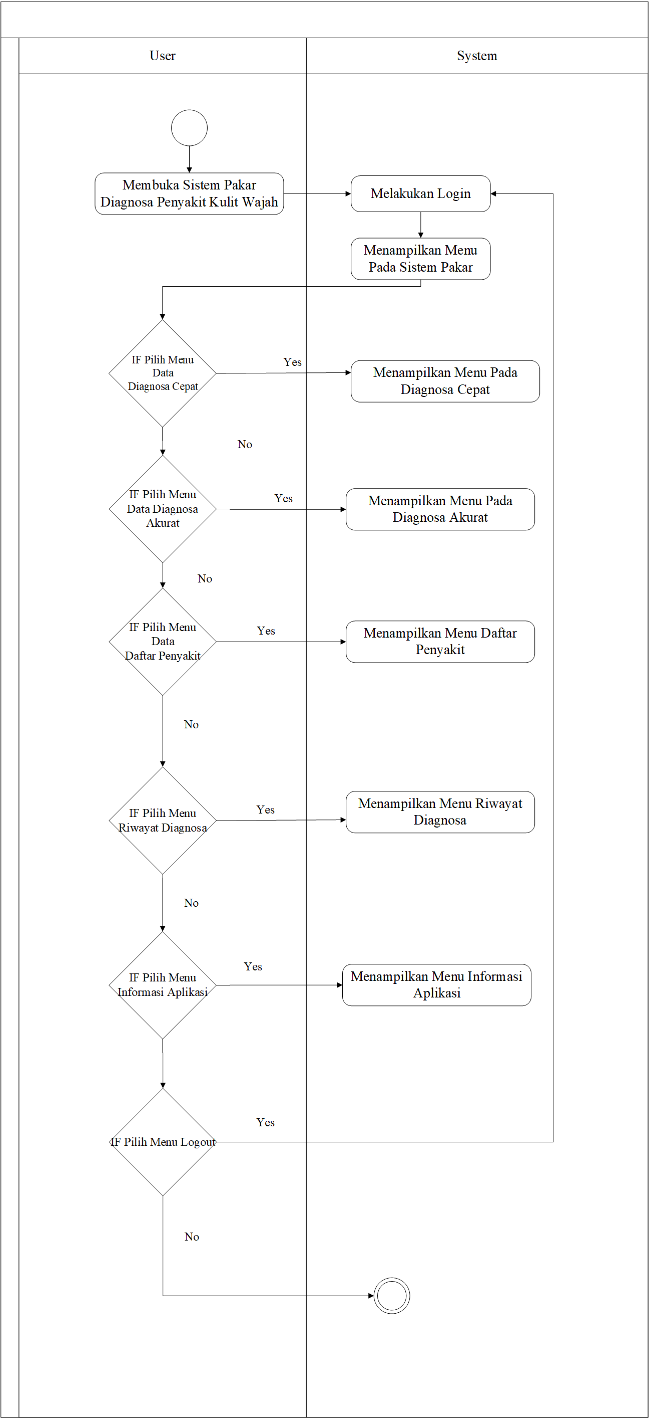 User
System
Membuka Sistem Pakar
Diagnosa Penyakit Kulit Wajah
Melakukan Login
Menampilkan Menu
Pada Sistem Pakar
IF Pilih Menu
Data
Diagnosa Cepat
Yes
Menampilkan Menu Pada
Diagnosa Cepat
No
IF Pilih Menu
Data Diagnosa
Akurat
Yes
Menampilkan Menu Pada
Diagnosa Akurat
No
IF Pilih Menu
Data
Daftar Penyakit
Yes
Menampilkan Menu Daftar
Penyakit
No
IF Pilih Menu
Riwayat Diagnosa
Yes
Menampilkan Menu Riwayat
Diagnosa
No
IF Pilih Menu
Informasi Aplikasi
Yes
Menampilkan Menu Informasi
Aplikasi
IF Pilih Menu Logout
Yes
No